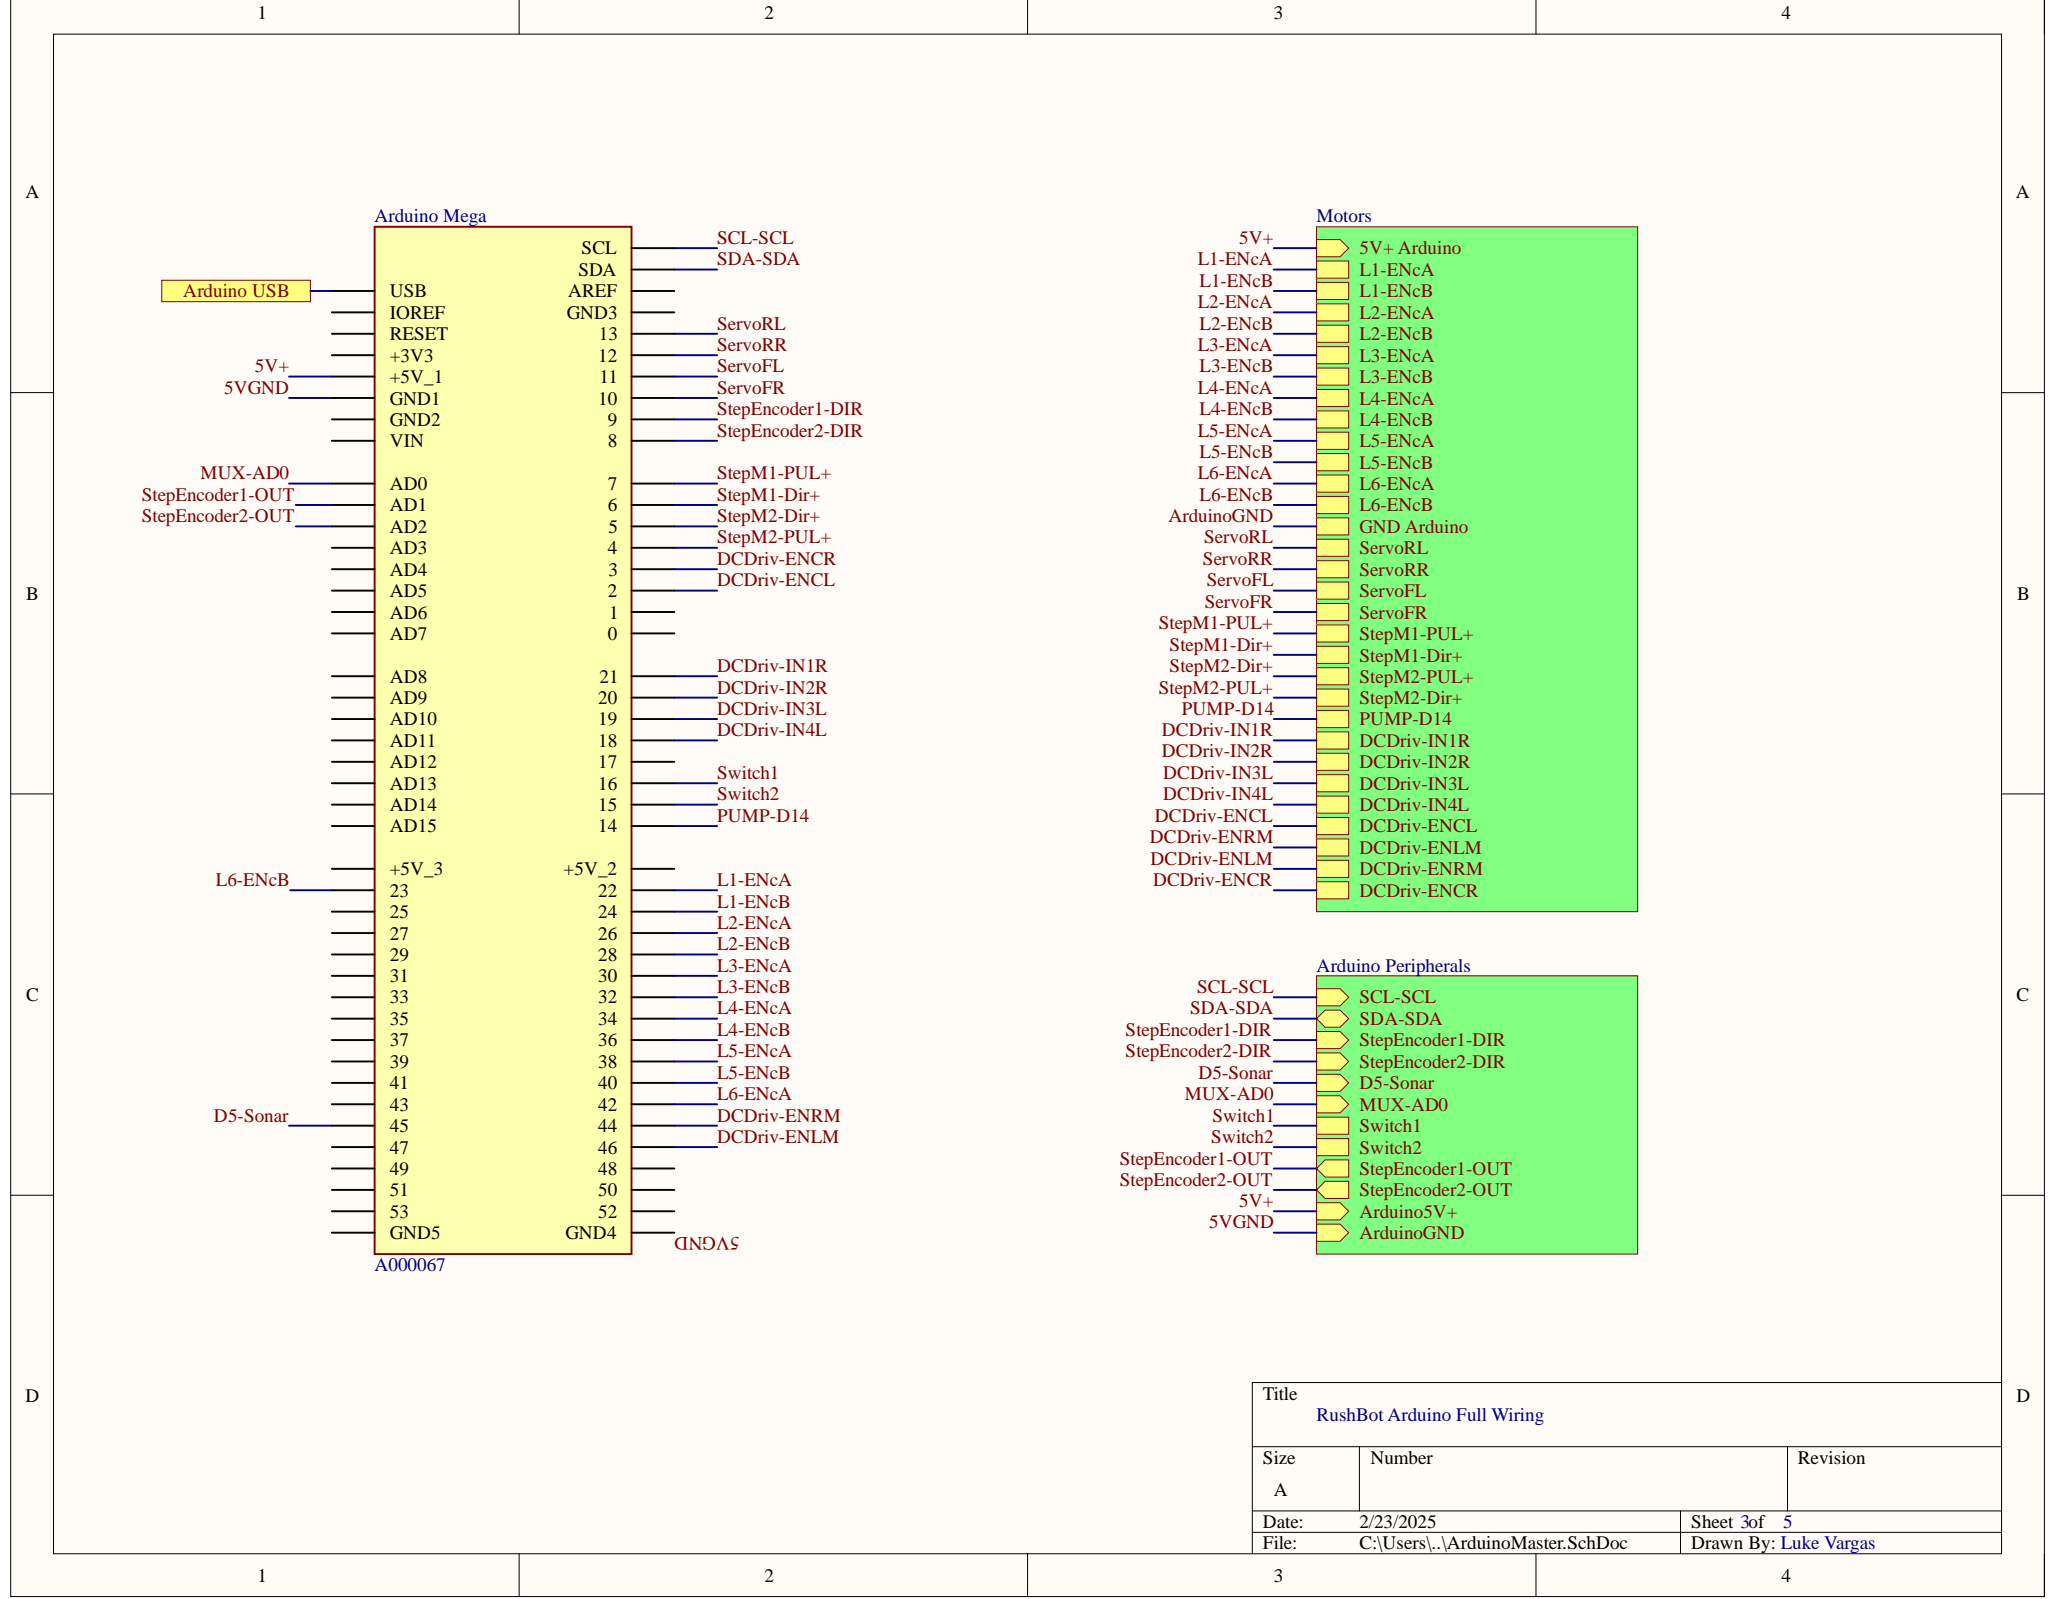 1 2 3 4
A A
B B
C C
D D
Arduino Mega
Arduino USB
USB
IOREF
RESET
+3V3
5V+ +5V_1
5VGND GND1
GND2
VIN
MUX-AD0 AD0
StepEncoder1-OUT AD1
StepEncoder2-OUT AD2
AD3
AD4
AD5
AD6
AD7
AD8
AD9
AD10
AD11
AD12
AD13
AD14
AD15
+5V_3
L6-ENcB 23
25
27
29
31
33
35
37
39
41
43
D5-Sonar 45
47
49
51
53
GND5
SCL SCL-SCL
SDA SDA-SDA
AREF
GND3
13 ServoRL
12 ServoRR
11 ServoFL
10 ServoFR
9 StepEncoder1-DIR
8 StepEncoder2-DIR
7 StepM1-PUL+
6 StepM1-Dir+
5 StepM2-Dir+
4 StepM2-PUL+
3 DCDriv-ENCR
2 DCDriv-ENCL
1
0
21 DCDriv-IN1R
20 DCDriv-IN2R
19 DCDriv-IN3L
18 DCDriv-IN4L
17
16 Switch1
15 Switch2
14 PUMP-D14
+5V_2
22 L1-ENcA
24 L1-ENcB
26 L2-ENcA
28 L2-ENcB
30 L3-ENcA
32 L3-ENcB
34 L4-ENcA
36 L4-ENcB
38 L5-ENcA
40 L5-ENcB
42 L6-ENcA
44 DCDriv-ENRM
46 DCDriv-ENLM
48
50
52
GND4 5VGND
A000067
Motors
5V+ 5V+ Arduino
L1-ENcA L1-ENcA
L1-ENcB L1-ENcB
L2-ENcA L2-ENcA
L2-ENcB L2-ENcB
L3-ENcA L3-ENcA
L3-ENcB L3-ENcB
L4-ENcA L4-ENcA
L4-ENcB L4-ENcB
L5-ENcA L5-ENcA
L5-ENcB L5-ENcB
L6-ENcA L6-ENcA
L6-ENcB L6-ENcB
ArduinoGND GND Arduino
ServoRL ServoRL
ServoRR ServoRR
ServoFL ServoFL
ServoFR ServoFR
StepM1-PUL+ StepM1-PUL+
StepM1-Dir+ StepM1-Dir+
StepM2-Dir+ StepM2-PUL+
StepM2-PUL+ StepM2-Dir+
PUMP-D14 PUMP-D14
DCDriv-IN1R DCDriv-IN1R
DCDriv-IN2R DCDriv-IN2R
DCDriv-IN3L DCDriv-IN3L
DCDriv-IN4L DCDriv-IN4L
DCDriv-ENCL DCDriv-ENCL
DCDriv-ENRM DCDriv-ENLM
DCDriv-ENLM DCDriv-ENRM
DCDriv-ENCR DCDriv-ENCR
Arduino Peripherals
SCL-SCL SCL-SCL
SDA-SDA SDA-SDA
StepEncoder1-DIR StepEncoder1-DIR
StepEncoder2-DIR StepEncoder2-DIR
D5-Sonar D5-Sonar
MUX-AD0 MUX-AD0
Switch1 Switch1
Switch2 Switch2
StepEncoder1-OUT StepEncoder1-OUT
StepEncoder2-OUT StepEncoder2-OUT
5V+ Arduino5V+
5VGND ArduinoGND
Title
RushBot Arduino Full Wiring
Size Number Revision
A
Date: 2/23/2025 Sheet 3of 5
File: C:\Users\..\ArduinoMaster.SchDoc Drawn By: Luke Vargas
1 2 3 4